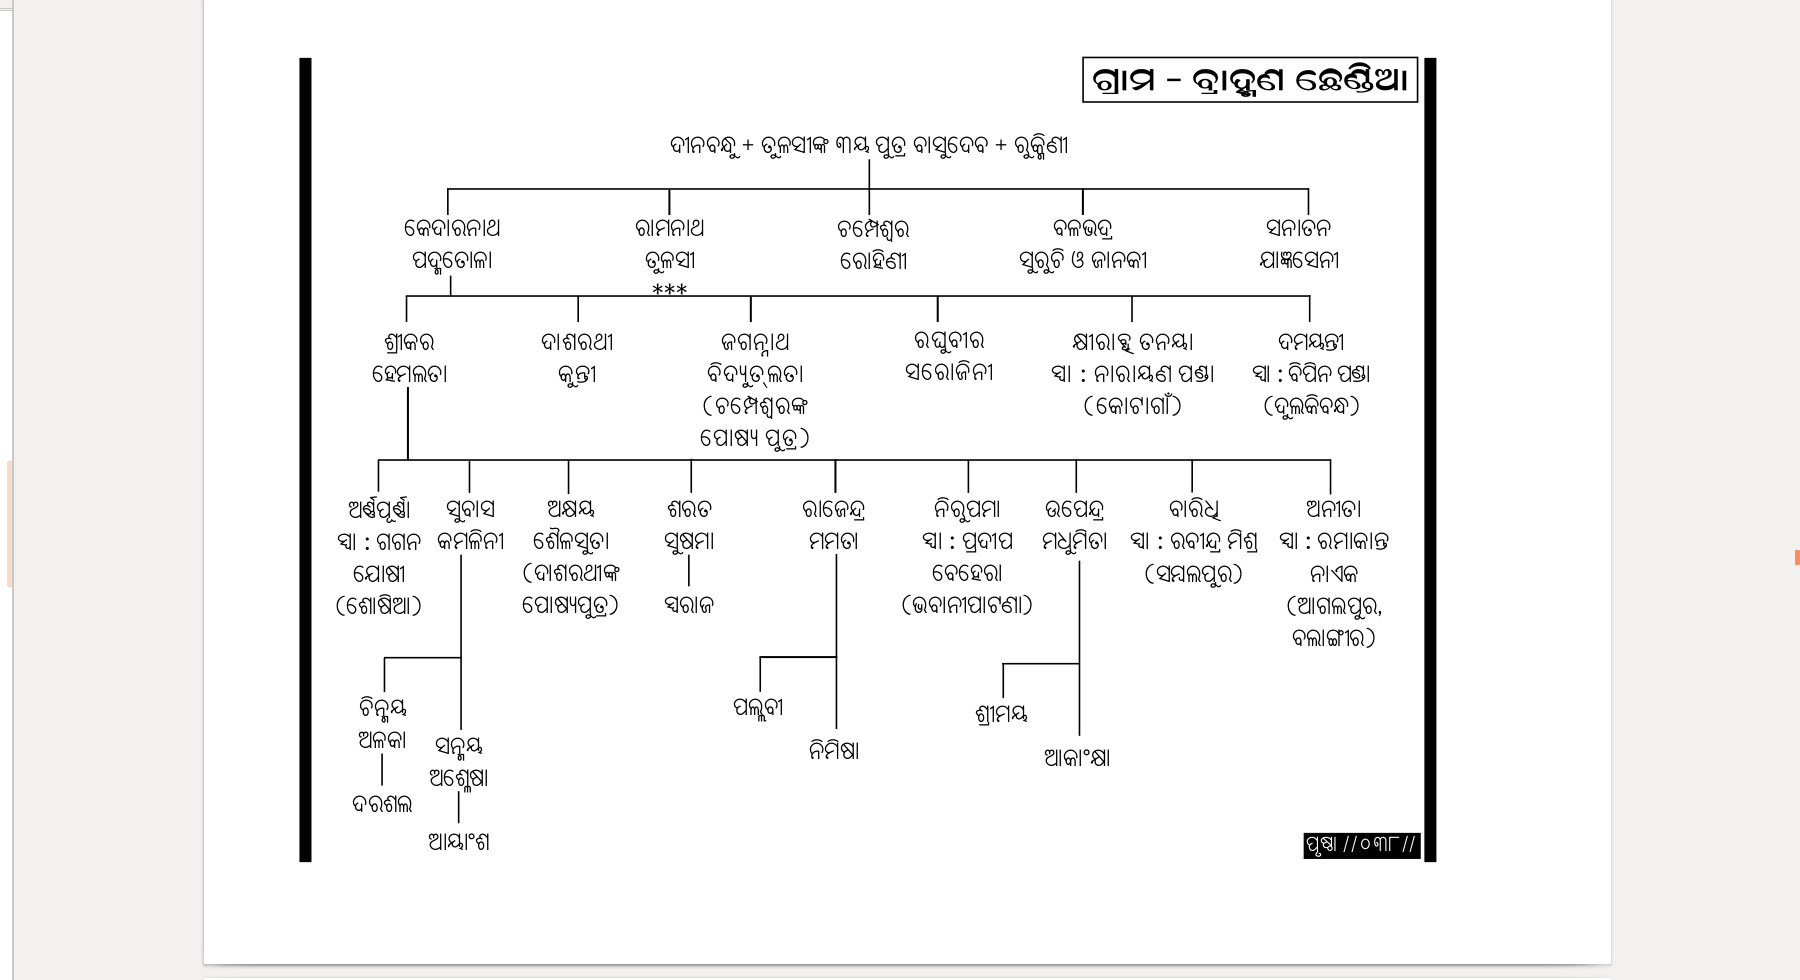 ଗ୍ରାମ - ବ୍ରାହ୍ମଣ ଛେଣ୍ଡିଆ
ଦୀନବନ୍ଧୁ + ତୁଳସୀଙ୍କ ୩ୟ ପୁତ୍ର ବାସୁଦେବ + ରୁକ୍ମିଣୀ
କେଦାରନାଥ ରାମନାଥ ଚମ୍ପେଶ୍ୱର ବଳଭଦ୍ର ସନାତନ
ପଦ୍ମତୋଳା ତୁଳସୀ ରୋହିଣୀ ସୁରୁଚି ଓ ଜାନକୀ ଯାଜ୍ଞସେନୀ
***
ଶ୍ରୀକର ଦାଶରଥୀ ଜଗନ୍ନାଥ ରଘୁବୀର କ୍ଷୀରାବ୍ଧି ତନୟା ଦମୟନ୍ତୀ
ହେମଲତା କୁନ୍ତୀ ବିଦ୍ୟୁତ୍‌ଲତା ସରୋଜିନୀ ସ୍ୱା : ନାରାୟଣ ପଣ୍ଡା ସ୍ୱା : ବିପିନ ପଣ୍ଡା
(ଚମ୍ପେଶ୍ୱରଙ୍କ (କୋଟାଗାଁ) (ଦୁଲକିବନ୍ଧ)
ପୋଷ୍ୟ ପୁତ୍ର)
ଅର୍ଣ୍ଣପୂର୍ଣ୍ଣା ସୁବାସ ଅକ୍ଷୟ ଶରତ ରାଜେନ୍ଦ୍ର ନିରୁପମା ଉପେନ୍ଦ୍ର ବାରିଧି ଅନୀତା
ସ୍ୱା : ଗଗନ କମଳିନୀ ଶୈଳସୁତା ସୁଷମା ମମତା ସ୍ୱା : ପ୍ରଦୀପ ମଧୁମିତା ସ୍ୱା : ରବୀନ୍ଦ୍ର ମିଶ୍ର ସ୍ୱା : ରମାକାନ୍ତ
ଯୋଷୀ (ଦାଶରଥୀଙ୍କ ବେହେରା (ସମ୍ବଲପୁର) ନାଏକ
(ଶୋଷିଆ) ପୋଷ୍ୟପୁତ୍ର) ସ୍ୱରାଜ (ଭବାନୀପାଟଣା) (ଆଗଲପୁର,
ବଲାଙ୍ଗୀର)
ଚିନ୍ମୟ ପଲ୍ଲବୀ ଶ୍ରୀମୟ
ଅଳକା ସନ୍ମୟ ନିମିଷା ଆକାଂକ୍ଷା
ଅଶ୍ଳେଷା
ଦରଶଲ
ଆୟାଂଶ
ପୃଷ୍ଠା //୦୩୮//